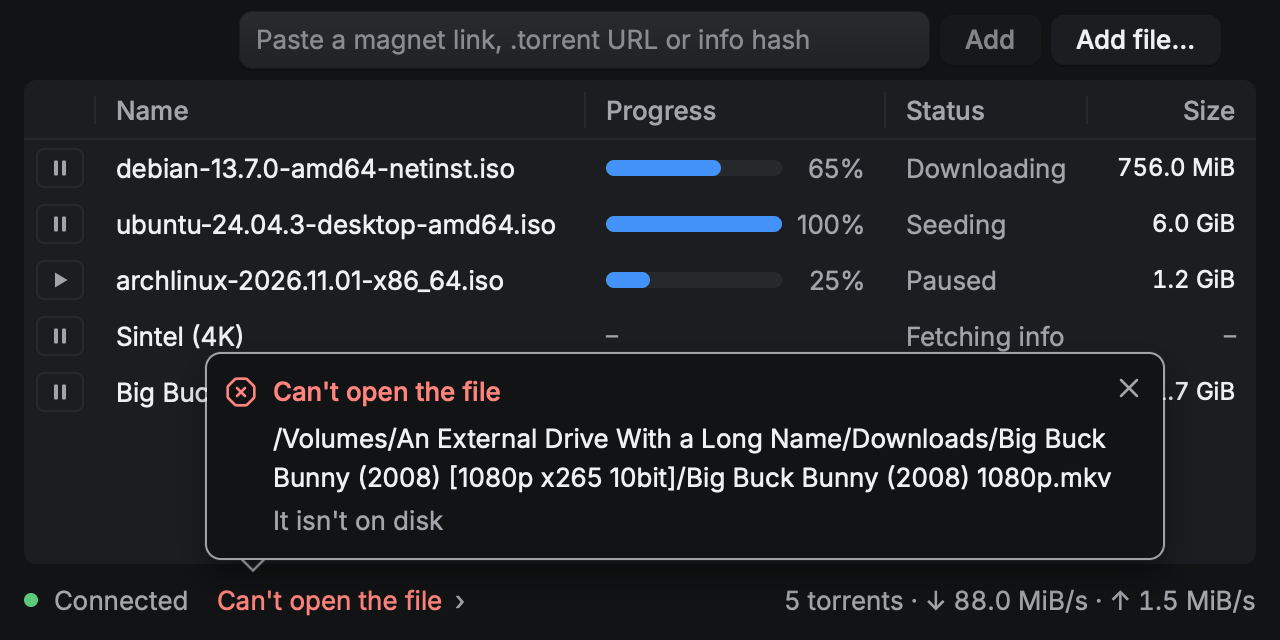 Paste a magnet link, .torrent URL or info hash Add Add file...
Name Progress Status Size
debian-13.7.0-amd64-netinst.iso 65% Downloading 756.0 MiB
ubuntu-24.04.3-desktop-amd64.iso 100% Seeding 6.0 GiB
archlinux-2026.11.01-x86_64.iso 25% Paused 1.2 GiB
Sintel (4K) – Fetching info –
Big Buc .7 GiB
Can't open the file
/Volumes/An External Drive With a Long Name/Downloads/Big Buck
Bunny (2008) [1080p x265 10bit]/Big Buck Bunny (2008) 1080p.mkv
It isn't on disk
Connected Can't open the file › 5 torrents · ↓ 88.0 MiB/s · ↑ 1.5 MiB/s